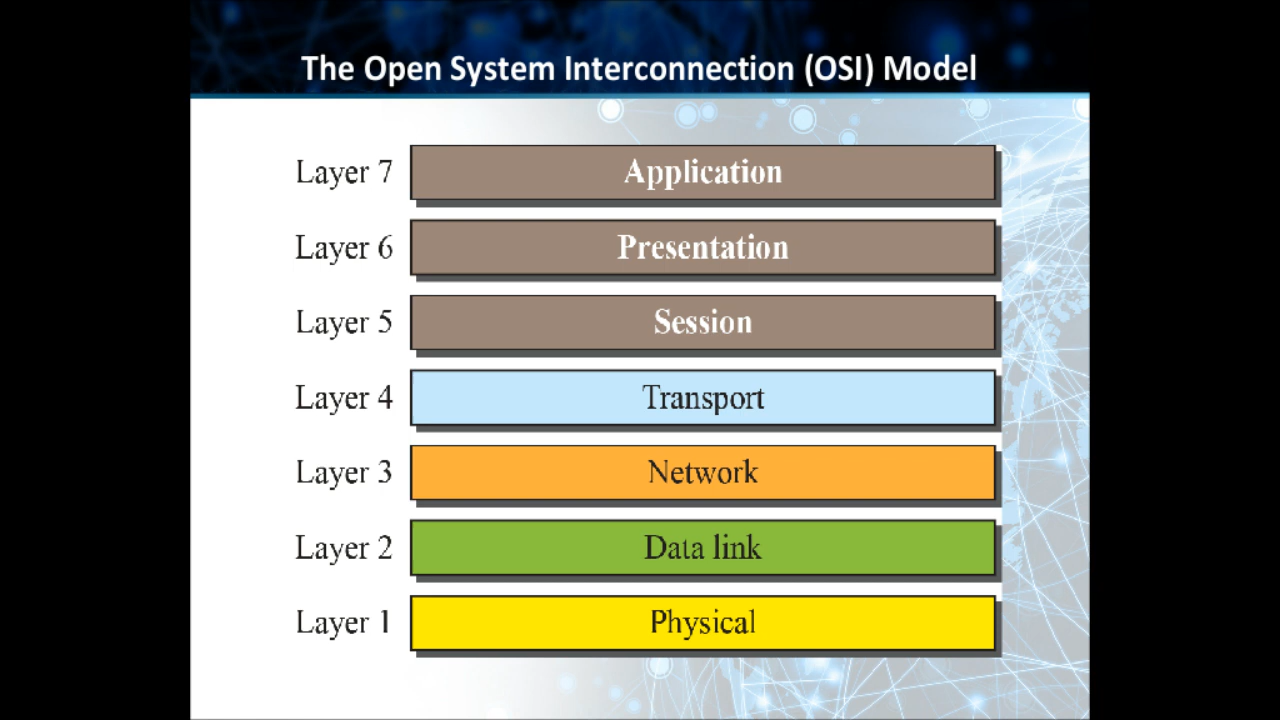 The Open System Interconnection (OSI) Model
Layer 7 Application
Layer 6 Presentation
Layer 5 Session
Layer 4 Transport
Layer 3 Network
Layer 2 Data link
Layer 1 Physical